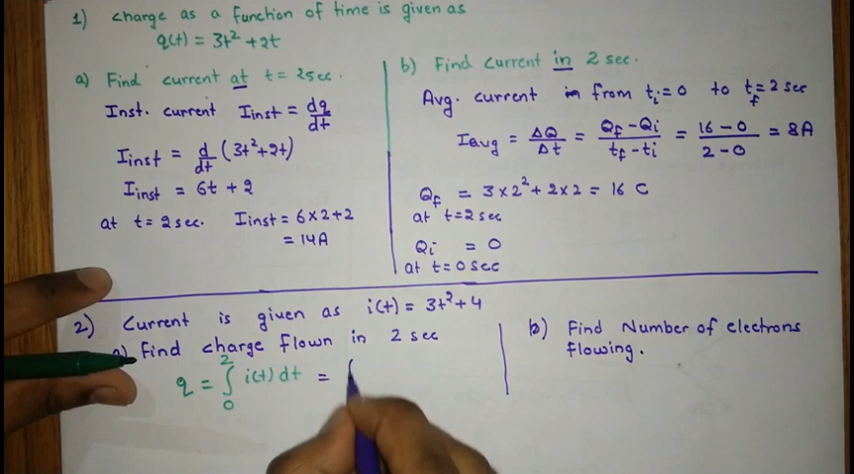 1) Charge as a function of time is given as
q(t) = 3t² + 2t
a) Find current at t = 2sec.
Inst. current Iinst = dq/dt
Iinst = d/dt (3t²+2t)
Iinst = 6t + 2
at t = 2sec. Iinst = 6×2+2
= 14A
b) Find current in 2 sec.
Avg. current from ti=0 to tf=2 sec
Iavg = ΔQ/Δt = Qf-Qi/tf-ti = 16-0/2-0 = 8A
Qf = 3×2²+2×2 = 16 C
at t=2 sec
Qi = 0
at t=0 sec
2) Current is given as i(t) = 3t²+4
a) Find charge flown in 2 sec
q = ∫₀² i(t) dt = ∫
b) Find Number of electrons
flowing.